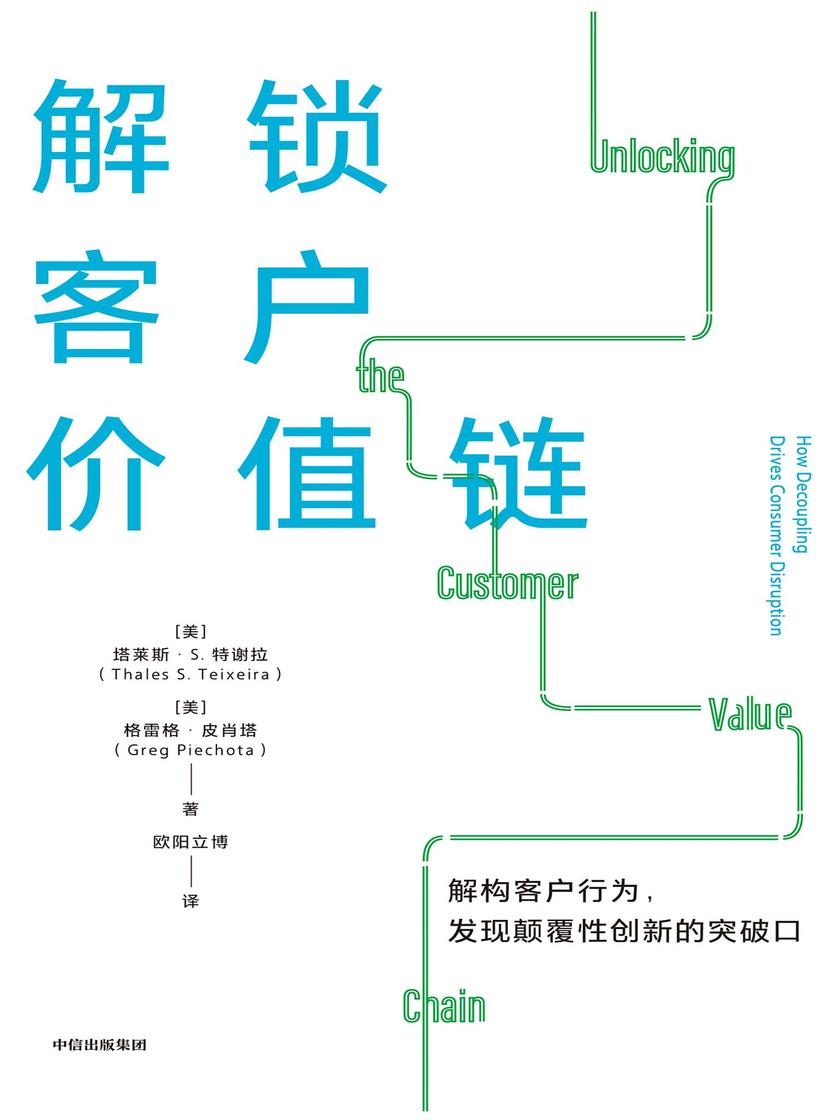 解锁
客户
价值链
Unlocking
the
Customer
Value
Chain
How Decoupling
Drives Consumer Disruption
[美]
塔莱斯·S.特谢拉
(Thales S. Teixeira)
[美]
格雷格·皮肖塔
(Greg Piechota)
著
欧阳立博
译
解构客户行为,
发现颠覆性创新的突破口
中信出版集团